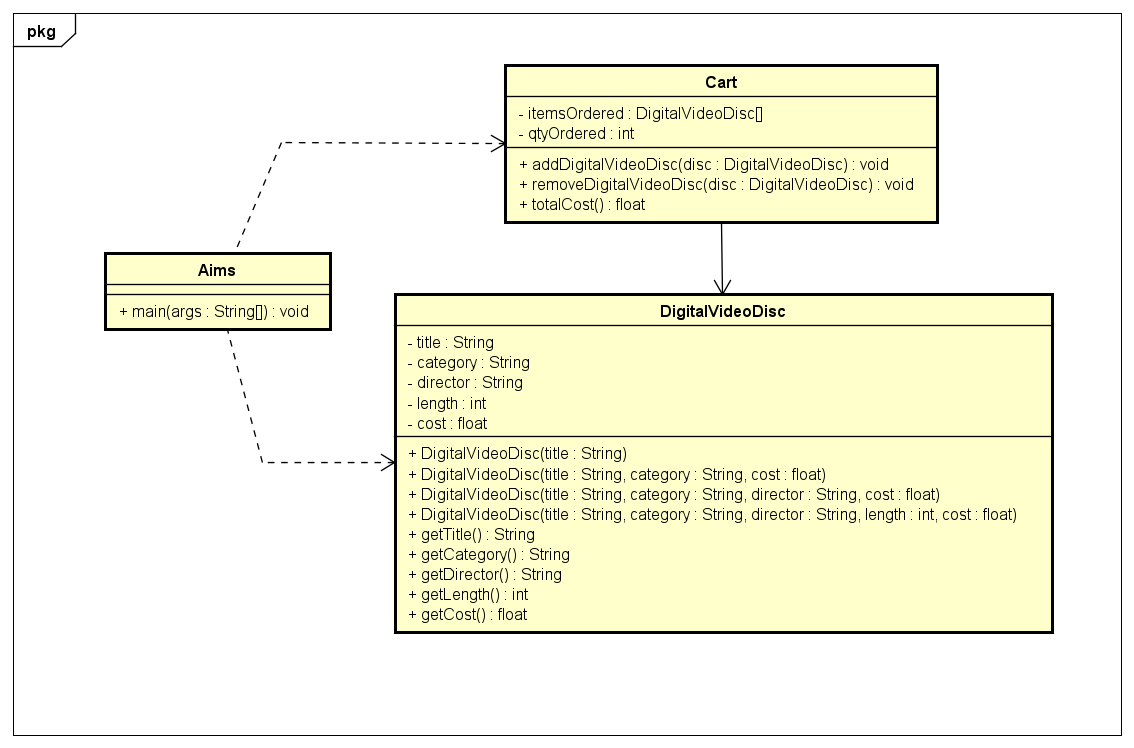 pkg
Cart
- itemsOrdered : DigitalVideoDisc[]
- qtyOrdered : int
+ addDigitalVideoDisc(disc : DigitalVideoDisc) : void
+ removeDigitalVideoDisc(disc : DigitalVideoDisc) : void
+ totalCost() : float
Aims
+ main(args : String[]) : void
DigitalVideoDisc
- title : String
- category : String
- director : String
- length : int
- cost : float
+ DigitalVideoDisc(title : String)
+ DigitalVideoDisc(title : String, category : String, cost : float)
+ DigitalVideoDisc(title : String, category : String, director : String, cost : float)
+ DigitalVideoDisc(title : String, category : String, director : String, length : int, cost : float)
+ getTitle() : String
+ getCategory() : String
+ getDirector() : String
+ getLength() : int
+ getCost() : float